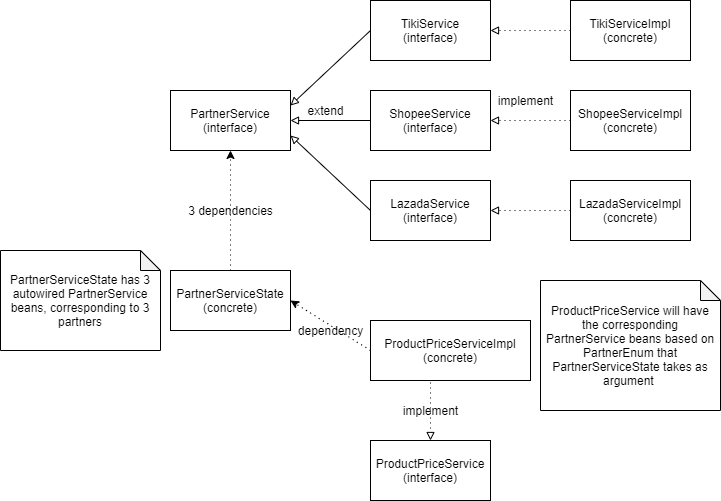 TikiService
(interface)
TikiServiceImpl
(concrete)
PartnerService
(interface)
extend
ShopeeService
(interface)
implement
ShopeeServiceImpl
(concrete)
LazadaService
(interface)
LazadaServiceImpl
(concrete)
3 dependencies
PartnerServiceState has 3
autowired PartnerService
beans, corresponding to 3
partners
PartnerServiceState
(concrete)
dependency
ProductPriceServiceImpl
(concrete)
ProductPriceService will have
the corresponding
PartnerService beans based on
PartnerEnum that
PartnerServiceState takes as
argument
implement
ProductPriceService
(interface)